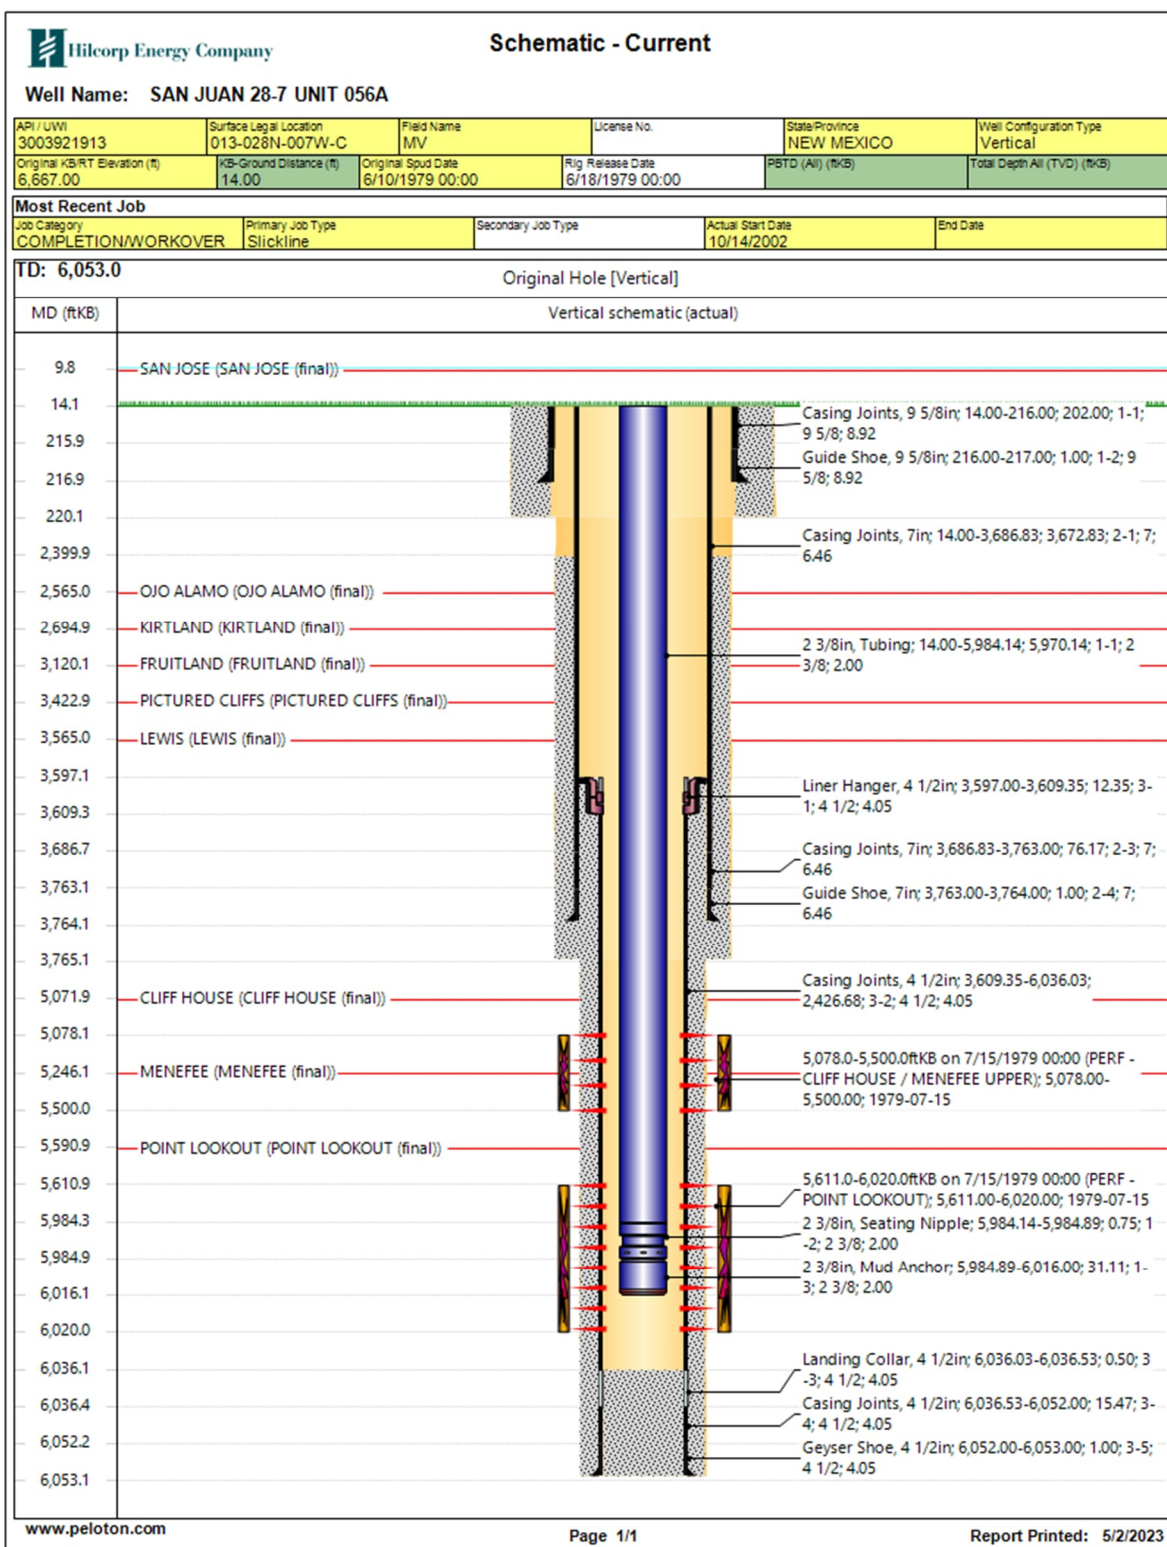 Hilcorp Energy Company
Schematic - Current
Well Name: SAN JUAN 28-7 UNIT 056A
API / UWI
3003921913
Surface Legal Location
013-028N-007W-C
Field Name
MV
License No.
State/Province
NEW MEXICO
Well Configuration Type
Vertical
Original KB/RT Elevation (ft)
6,667.00
KB-Ground Distance (ft)
14.00
Original Spud Date
6/10/1979 00:00
Rig Release Date
6/18/1979 00:00
PBTD (All) (ftKB)
Total Depth All (TVD) (ftKB)
Most Recent Job
Job Category
COMPLETION/WORKOVER
Primary Job Type
Slickline
Secondary Job Type
Actual Start Date
10/14/2002
End Date
TD: 6,053.0
Original Hole [Vertical]
MD (ftKB)
Vertical schematic (actual)
9.8
SAN JOSE (SAN JOSE (final))
14.1
Casing Joints, 9 5/8in; 14.00-216.00; 202.00; 1-1;
9 5/8; 8.92
215.9
Guide Shoe, 9 5/8in; 216.00-217.00; 1.00; 1-2; 9
5/8; 8.92
216.9
220.1
Casing Joints, 7in; 14.00-3,686.83; 3,672.83; 2-1; 7;
6.46
2,399.9
2,565.0
OJO ALAMO (OJO ALAMO (final))
2,694.9
KIRTLAND (KIRTLAND (final))
2 3/8in, Tubing; 14.00-5,984.14; 5,970.14; 1-1; 2
3/8; 2.00
3,120.1
FRUITLAND (FRUITLAND (final))
3,422.9
PICTURED CLIFFS (PICTURED CLIFFS (final))
3,565.0
LEWIS (LEWIS (final))
3,597.1
Liner Hanger, 4 1/2in; 3,597.00-3,609.35; 12.35; 3-
1; 4 1/2; 4.05
3,609.3
3,686.7
Casing Joints, 7in; 3,686.83-3,763.00; 76.17; 2-3; 7;
6.46
3,763.1
Guide Shoe, 7in; 3,763.00-3,764.00; 1.00; 2-4; 7;
6.46
3,764.1
3,765.1
Casing Joints, 4 1/2in; 3,609.35-6,036.03;
2,426.68; 3-2; 4 1/2; 4.05
5,071.9
CLIFF HOUSE (CLIFF HOUSE (final))
5,078.1
5,078.0-5,500.0ftKB on 7/15/1979 00:00 (PERF -
CLIFF HOUSE / MENEFEE UPPER); 5,078.00-
5,500.00; 1979-07-15
5,246.1
MENEFEE (MENEFEE (final))
5,500.0
5,590.9
POINT LOOKOUT (POINT LOOKOUT (final))
5,610.9
5,611.0-6,020.0ftKB on 7/15/1979 00:00 (PERF -
POINT LOOKOUT); 5,611.00-6,020.00; 1979-07-15
5,984.3
2 3/8in, Seating Nipple; 5,984.14-5,984.89; 0.75; 1
-2; 2 3/8; 2.00
5,984.9
2 3/8in, Mud Anchor; 5,984.89-6,016.00; 31.11; 1-
3; 2 3/8; 2.00
6,016.1
6,020.0
6,036.1
Landing Collar, 4 1/2in; 6,036.03-6,036.53; 0.50; 3
-3; 4 1/2; 4.05
6,036.4
Casing Joints, 4 1/2in; 6,036.53-6,052.00; 15.47; 3-
4; 4 1/2; 4.05
6,052.2
Geyser Shoe, 4 1/2in; 6,052.00-6,053.00; 1.00; 3-5;
4 1/2; 4.05
6,053.1
www.peloton.com
Page 1/1
Report Printed: 5/2/2023